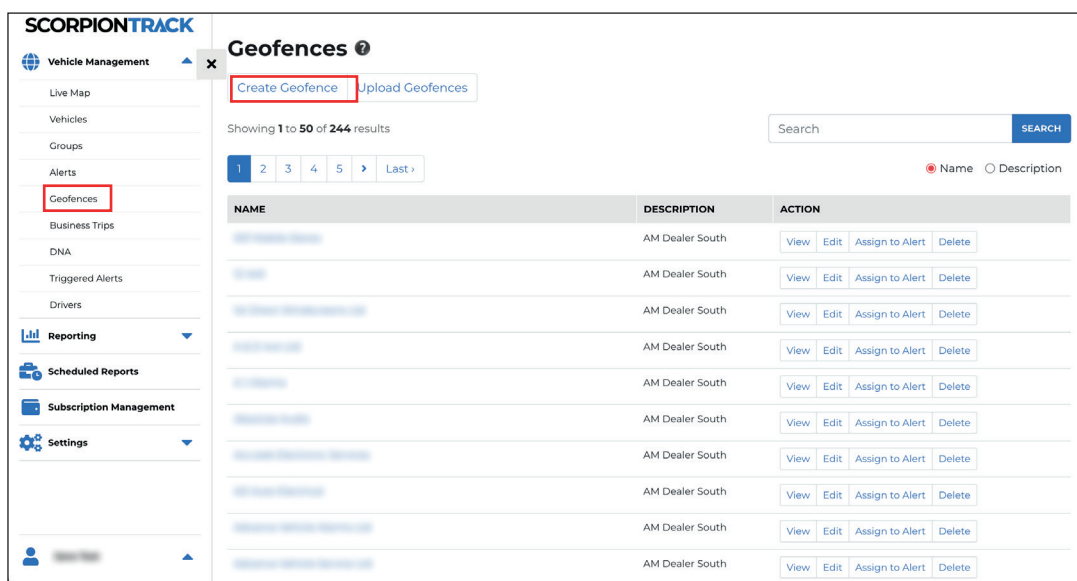 SCORPIONTRACK
Vehicle Management
Live Map
Vehicles
Groups
Alerts
Geofences
Business Trips
DNA
Triggered Alerts
Drivers
Reporting
Scheduled Reports
Subscription Management
Settings
×
Geofences ?
Create Geofence Upload Geofences
Showing 1 to 50 of 244 results
Search SEARCH
1 2 3 4 5 › Last ›
Name Description
NAME DESCRIPTION ACTION
AM Dealer South View Edit Assign to Alert Delete
AM Dealer South View Edit Assign to Alert Delete
AM Dealer South View Edit Assign to Alert Delete
AM Dealer South View Edit Assign to Alert Delete
AM Dealer South View Edit Assign to Alert Delete
AM Dealer South View Edit Assign to Alert Delete
AM Dealer South View Edit Assign to Alert Delete
AM Dealer South View Edit Assign to Alert Delete
AM Dealer South View Edit Assign to Alert Delete
AM Dealer South View Edit Assign to Alert Delete